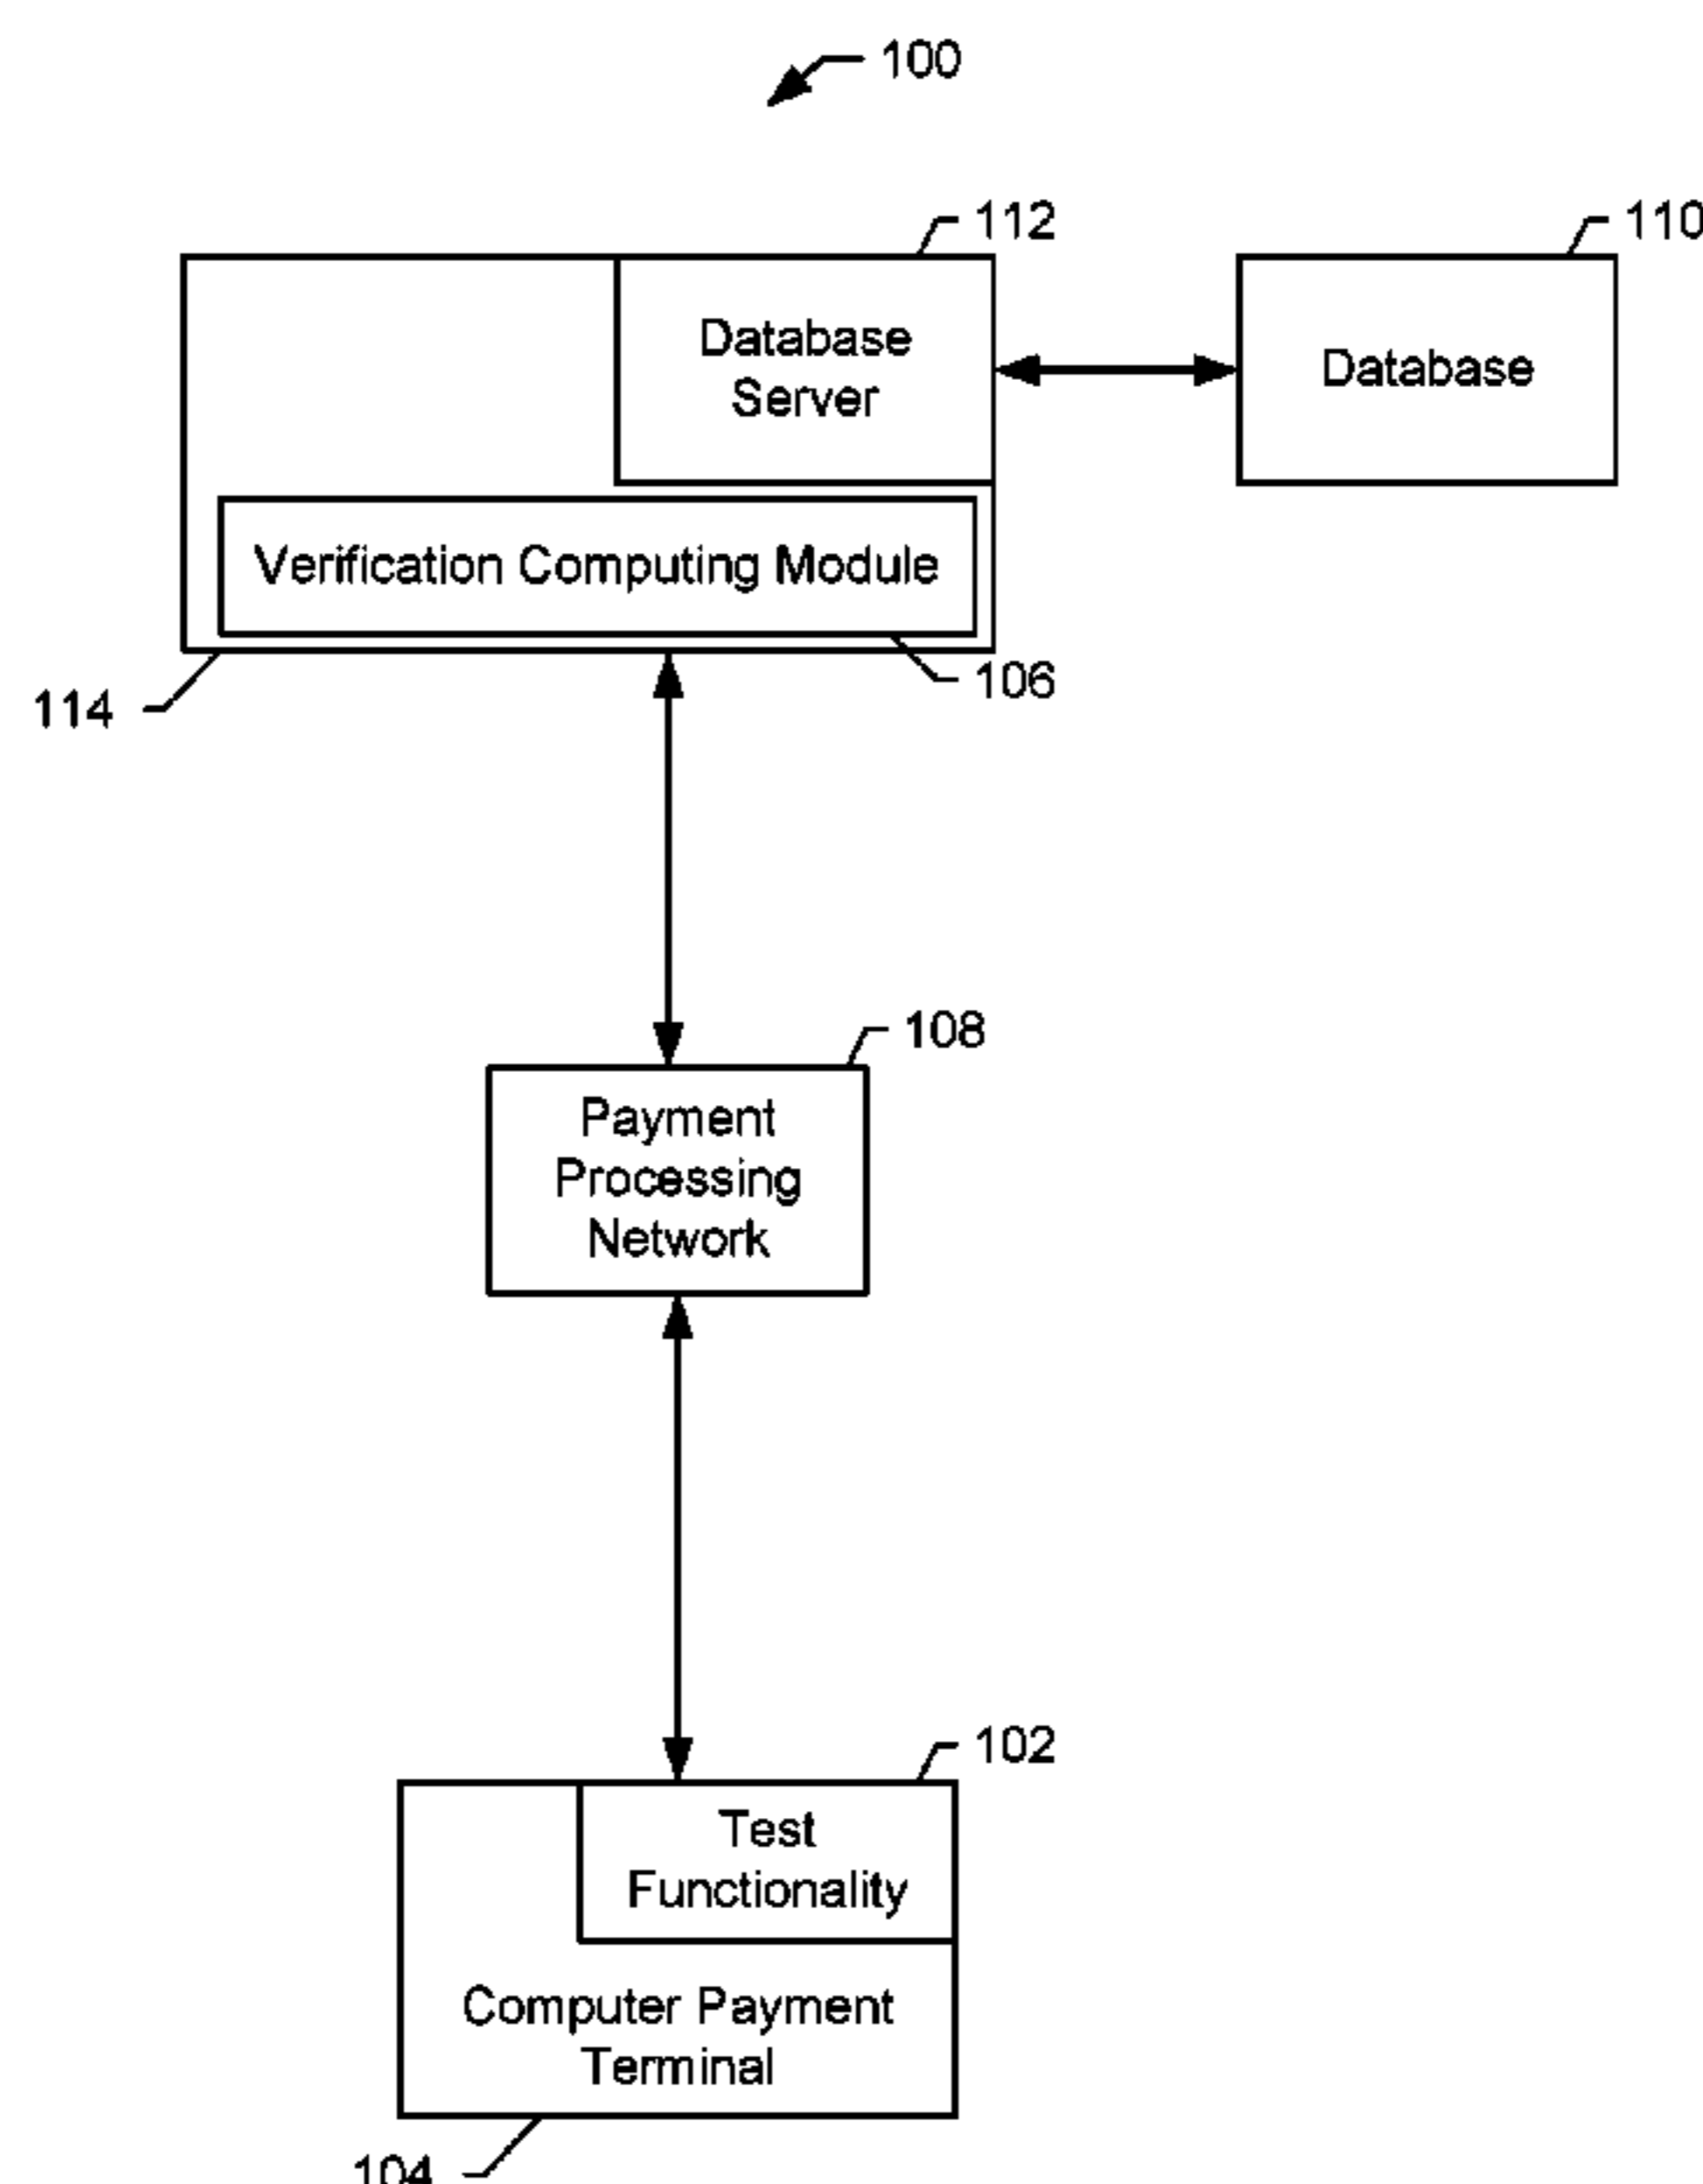 100
112
110
Database
Server
Database
Verification Computing Module
106
114
108
Payment
Processing
Network
102
Test
Functionality
Computer Payment
Terminal
104